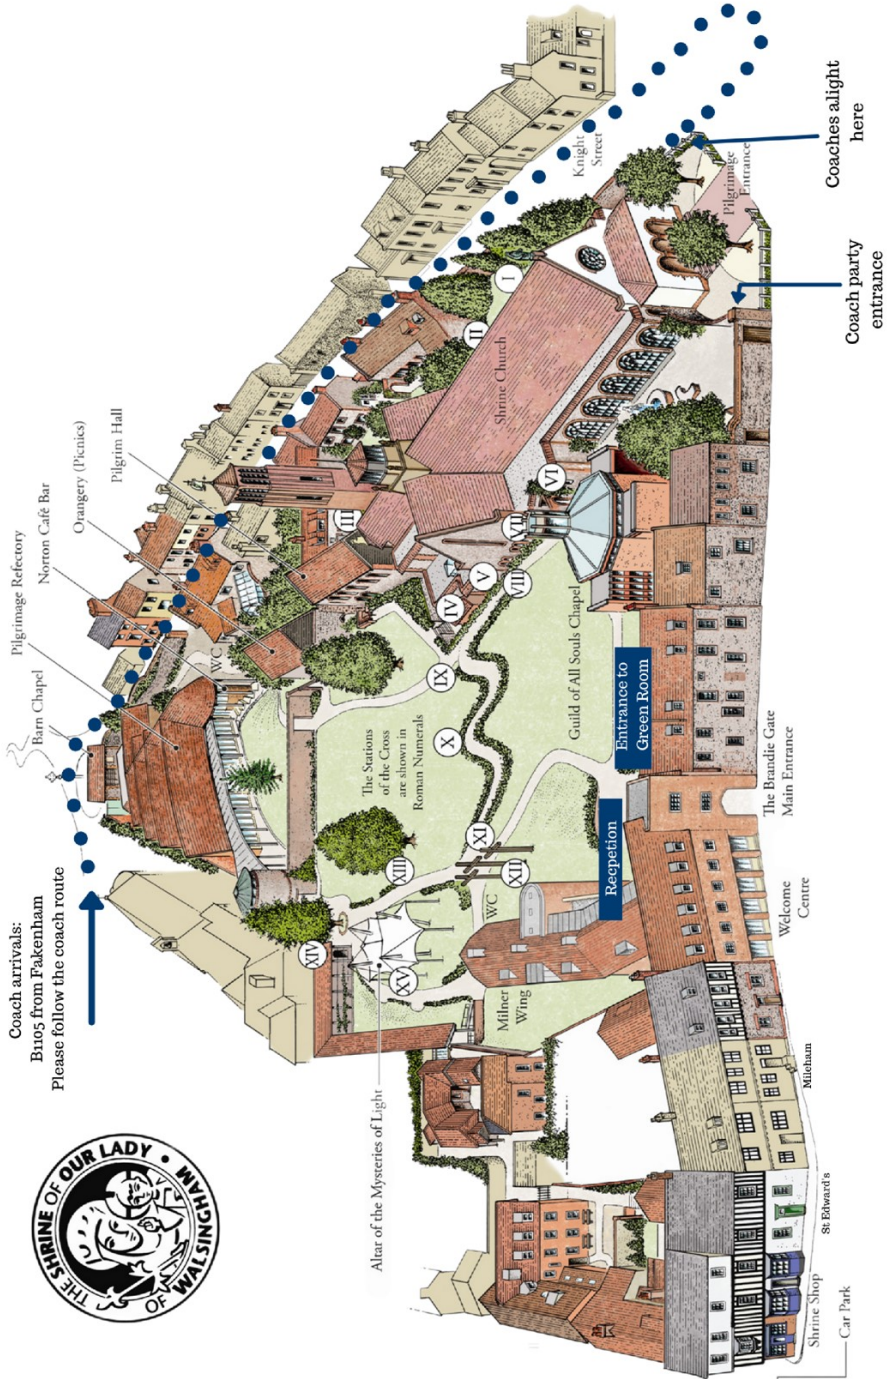 Coach arrivals:
B1105 from Fakenham
Please follow the coach route
THE SHRINE OF OUR LADY • OF WALSINGHAM
Barn Chapel
Pilgrimage Refectory
Norton Café Bar
Orangery (Picnics)
Pilgrim Hall
Knight
Street
Pilgrimage
Entrance
Coaches alight
here
Coach party
entrance
Shrine Church
WC
I
II
III
IV
V
VI
VII
VIII
IX
X
XI
XII
XIII
XIV
XV
The Stations
of the Cross
are shown in
Roman Numerals
Guild of All Souls Chapel
Altar of the Mysteries of Light
WC
Milner
Wing
Recpetion
Entrance to
Green Room
The Brandie Gate
Main Entrance
Welcome
Centre
Mileham
St Edward's
Shrine Shop
Car Park